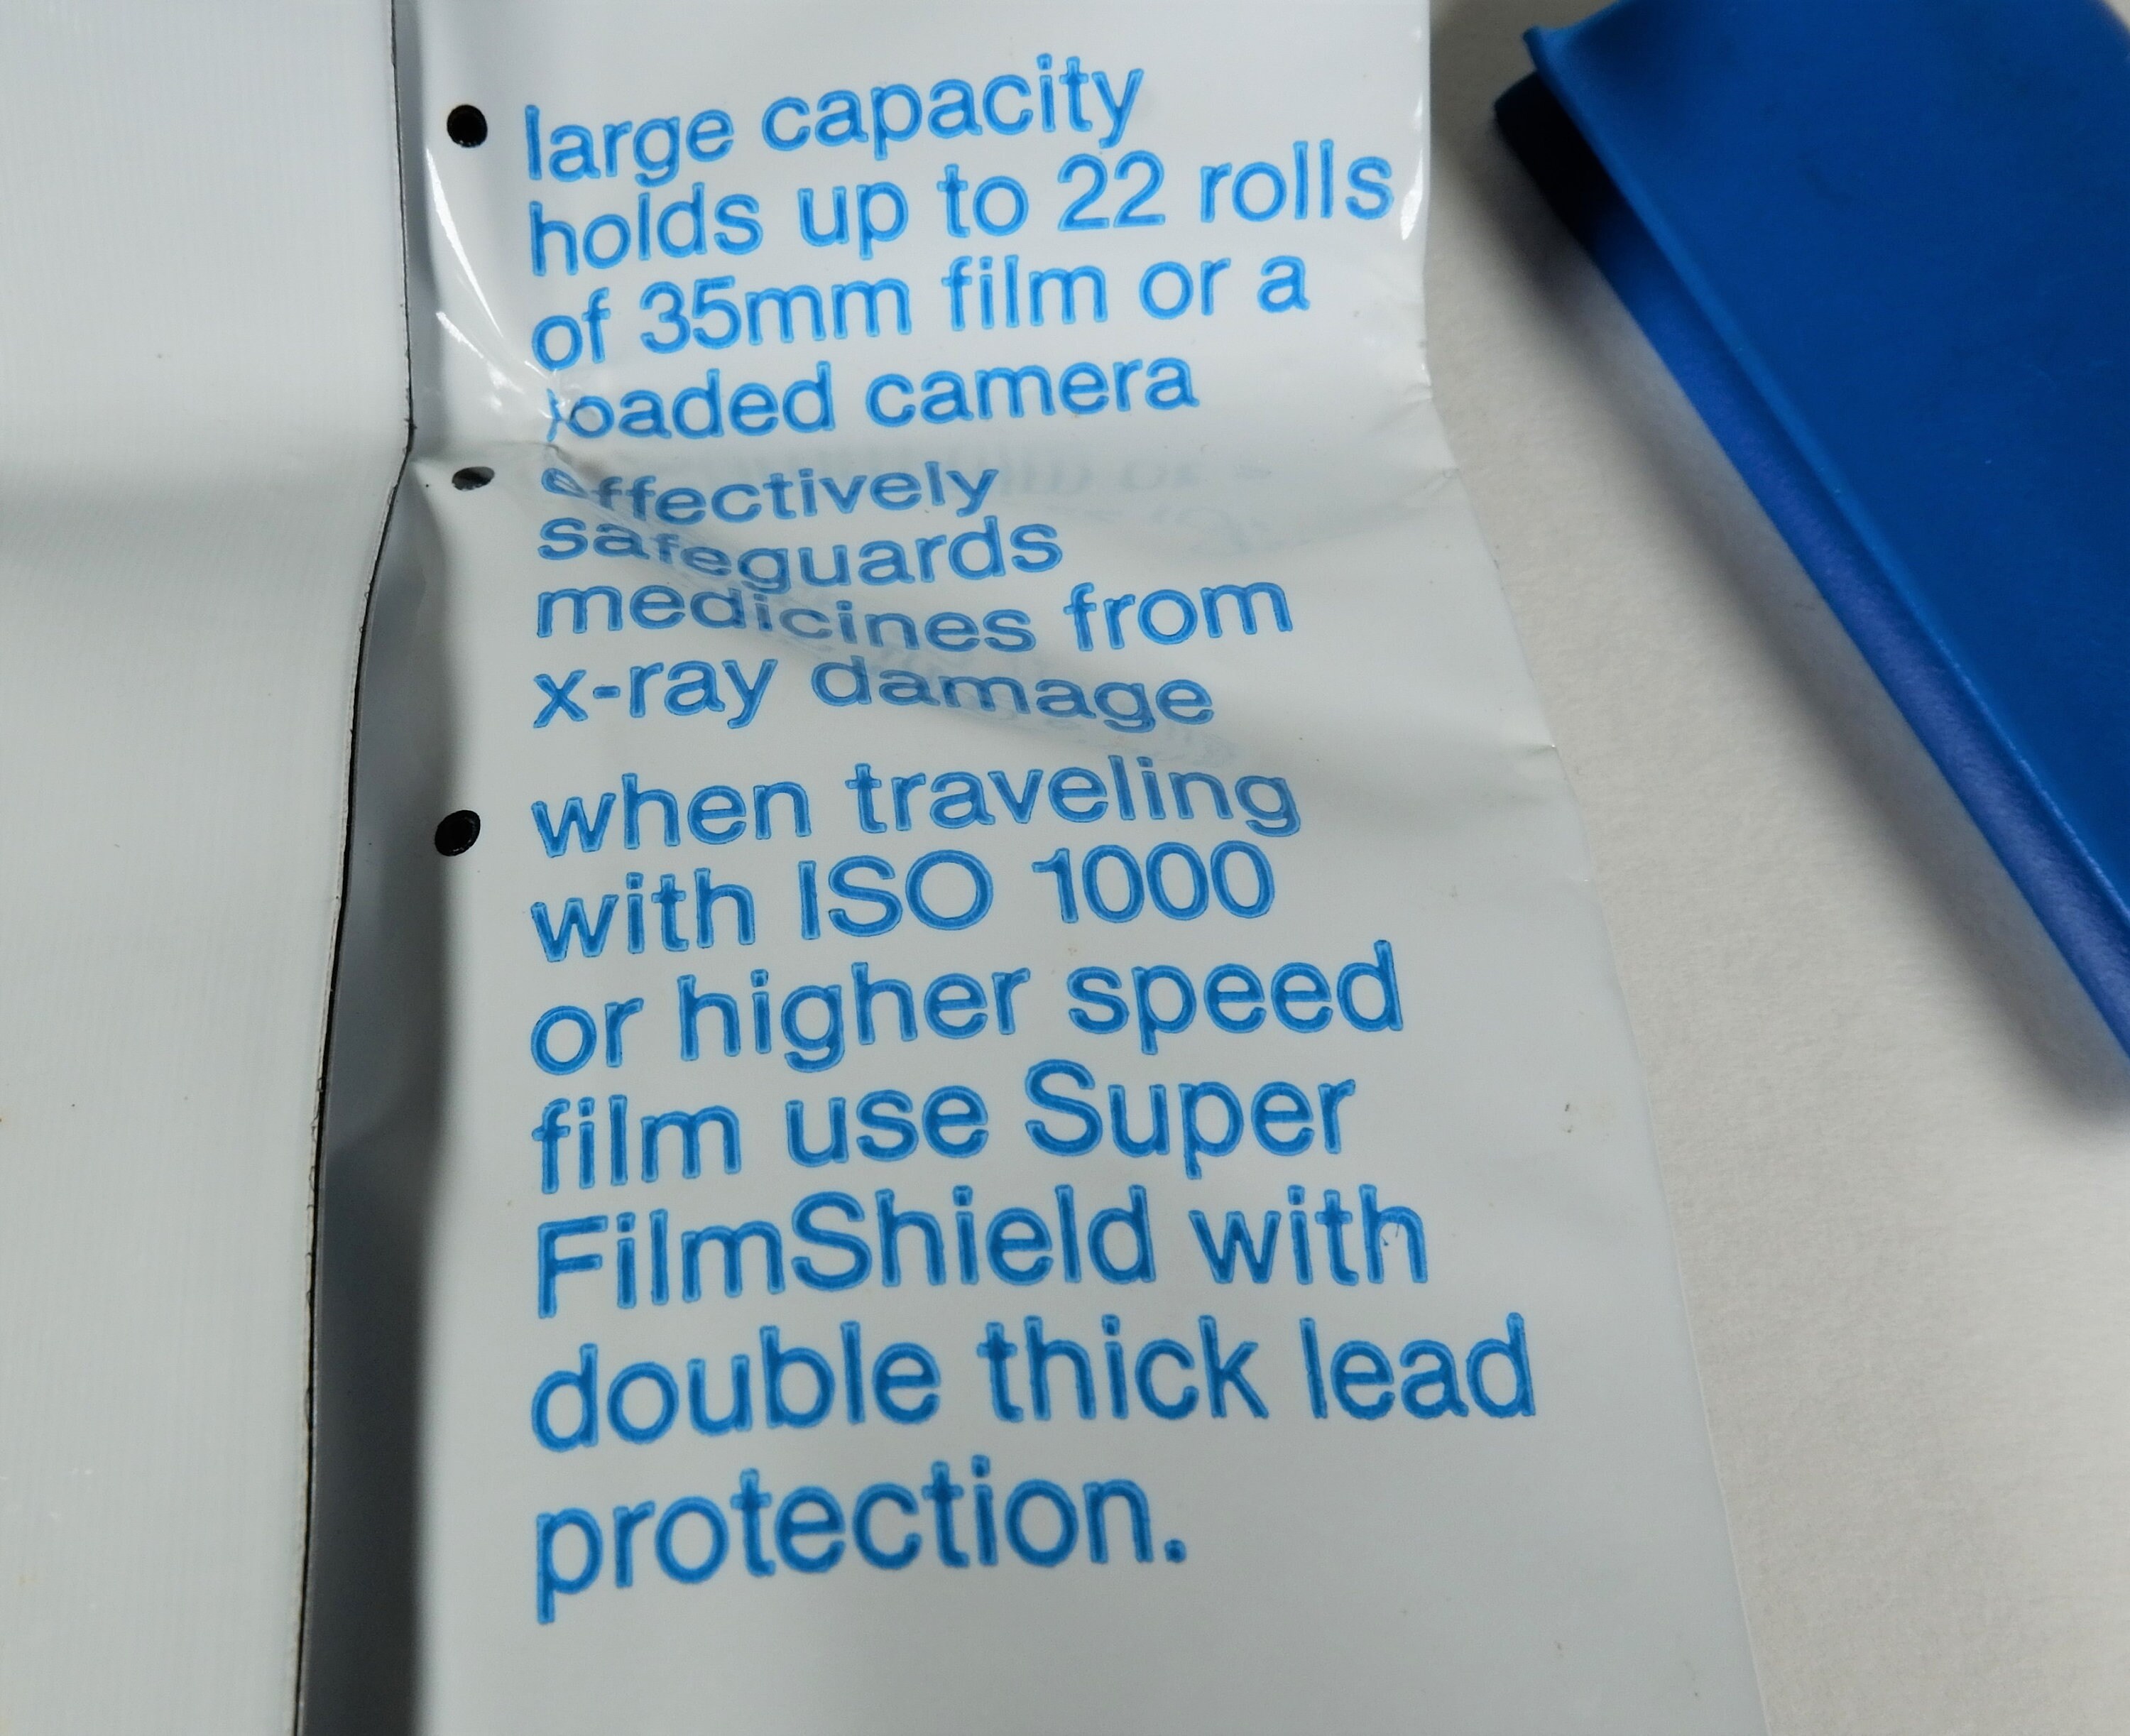 • large capacity
holds up to 22 rolls
of 35mm film or a
loaded camera
• effectively
safeguards
medicines from
x-ray damage
• when traveling
with ISO 1000
or higher speed
film use Super
FilmShield with
double thick lead
protection.